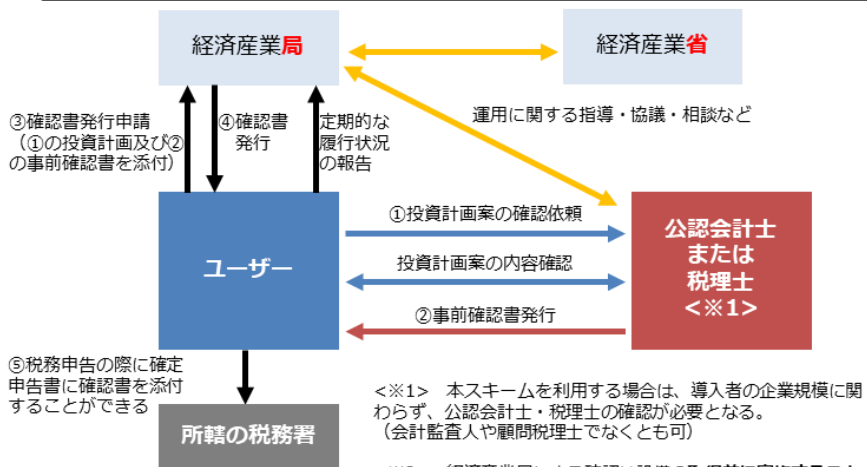 経済産業局
経済産業省
運用に関する指導・協議・相談など
③確認書発行申請
(①の投資計画及び②
の事前確認書を添付)
④確認書
発行
定期的な
履行状況
の報告
ユーザー
①投資計画案の確認依頼
投資計画案の内容確認
②事前確認書発行
公認会計士
または
税理士
<※1>
⑤税務申告の際に確定
申告書に確認書を添付
することができる
所轄の税務署
<※1> 本スキームを利用する場合は、導入者の企業規模に関
わらず、公認会計士・税理士の確認が必要となる。
(会計監査人や顧問税理士でなくとも可)